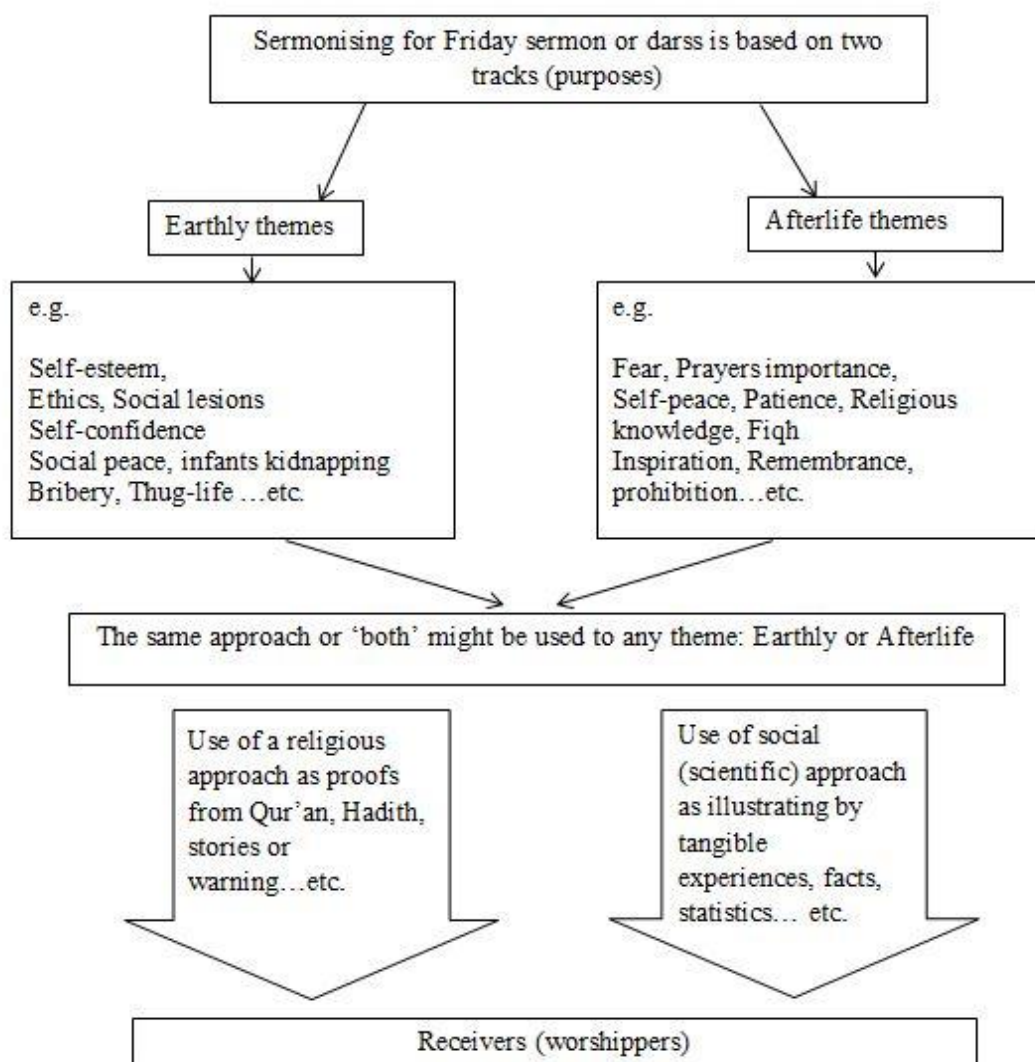 Sermonising for Friday sermon or darss is based on two
tracks (purposes)
Earthly themes
Afterlife themes
e.g.
Self-esteem,
Ethics, Social lesions
Self-confidence
Social peace, infants kidnapping
Bribery, Thug-life …etc.
e.g.
Fear, Prayers importance,
Self-peace, Patience, Religious
knowledge, Fiqh
Inspiration, Remembrance,
prohibition…etc.
The same approach or ‘both’ might be used to any theme: Earthly or Afterlife
Use of a religious
approach as proofs
from Qur’an, Hadith,
stories or
warning…etc.
Use of social
(scientific) approach
as illustrating by
tangible
experiences, facts,
statistics… etc.
Receivers (worshippers)